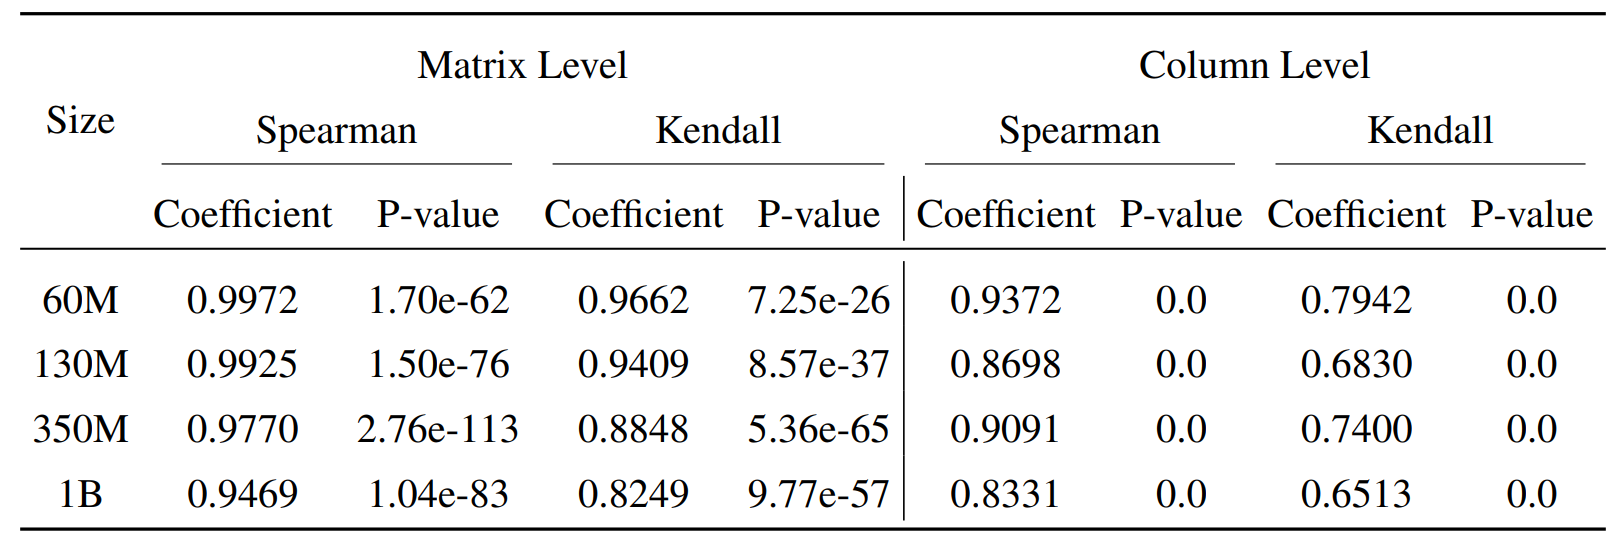 Matrix Level Column Level
Size
Spearman Kendall Spearman Kendall
Coefficient P-value Coefficient P-value Coefficient P-value Coefficient P-value
60M 0.9972 1.70e-62 0.9662 7.25e-26 0.9372 0.0 0.7942 0.0
130M 0.9925 1.50e-76 0.9409 8.57e-37 0.8698 0.0 0.6830 0.0
350M 0.9770 2.76e-113 0.8848 5.36e-65 0.9091 0.0 0.7400 0.0
1B 0.9469 1.04e-83 0.8249 9.77e-57 0.8331 0.0 0.6513 0.0